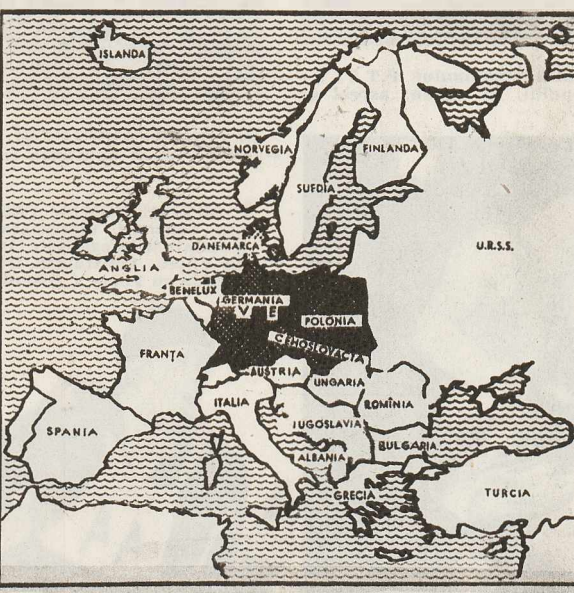 ISLANDA
NORVEGIA
FINLANDA
SUEDIA
U.R.S.S.
DANEMARCA
ANGLIA
BENELUX
GERMANIA
V E
POLONIA
CEHOSLOVACIA
FRANȚA
AUSTRIA
UNGARIA
ITALIA
ROMÎNIA
IUGOSLAVIA
SPANIA
BULGARIA
ALBANIA
GRECIA
TURCIA